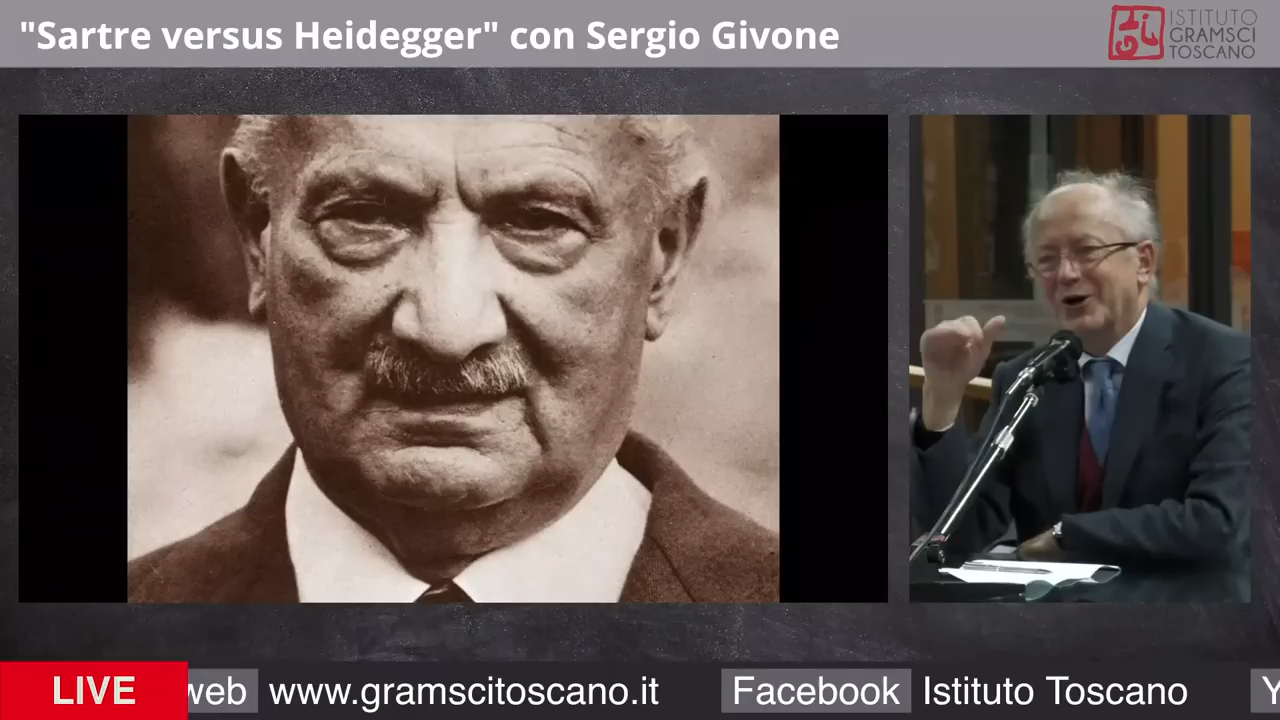 "Sartre versus Heidegger" con Sergio Givone
ISTITUTO
GRAMSCI
TOSCANO
LIVE
web www.gramscitoscano.it Facebook Istituto Toscano Y